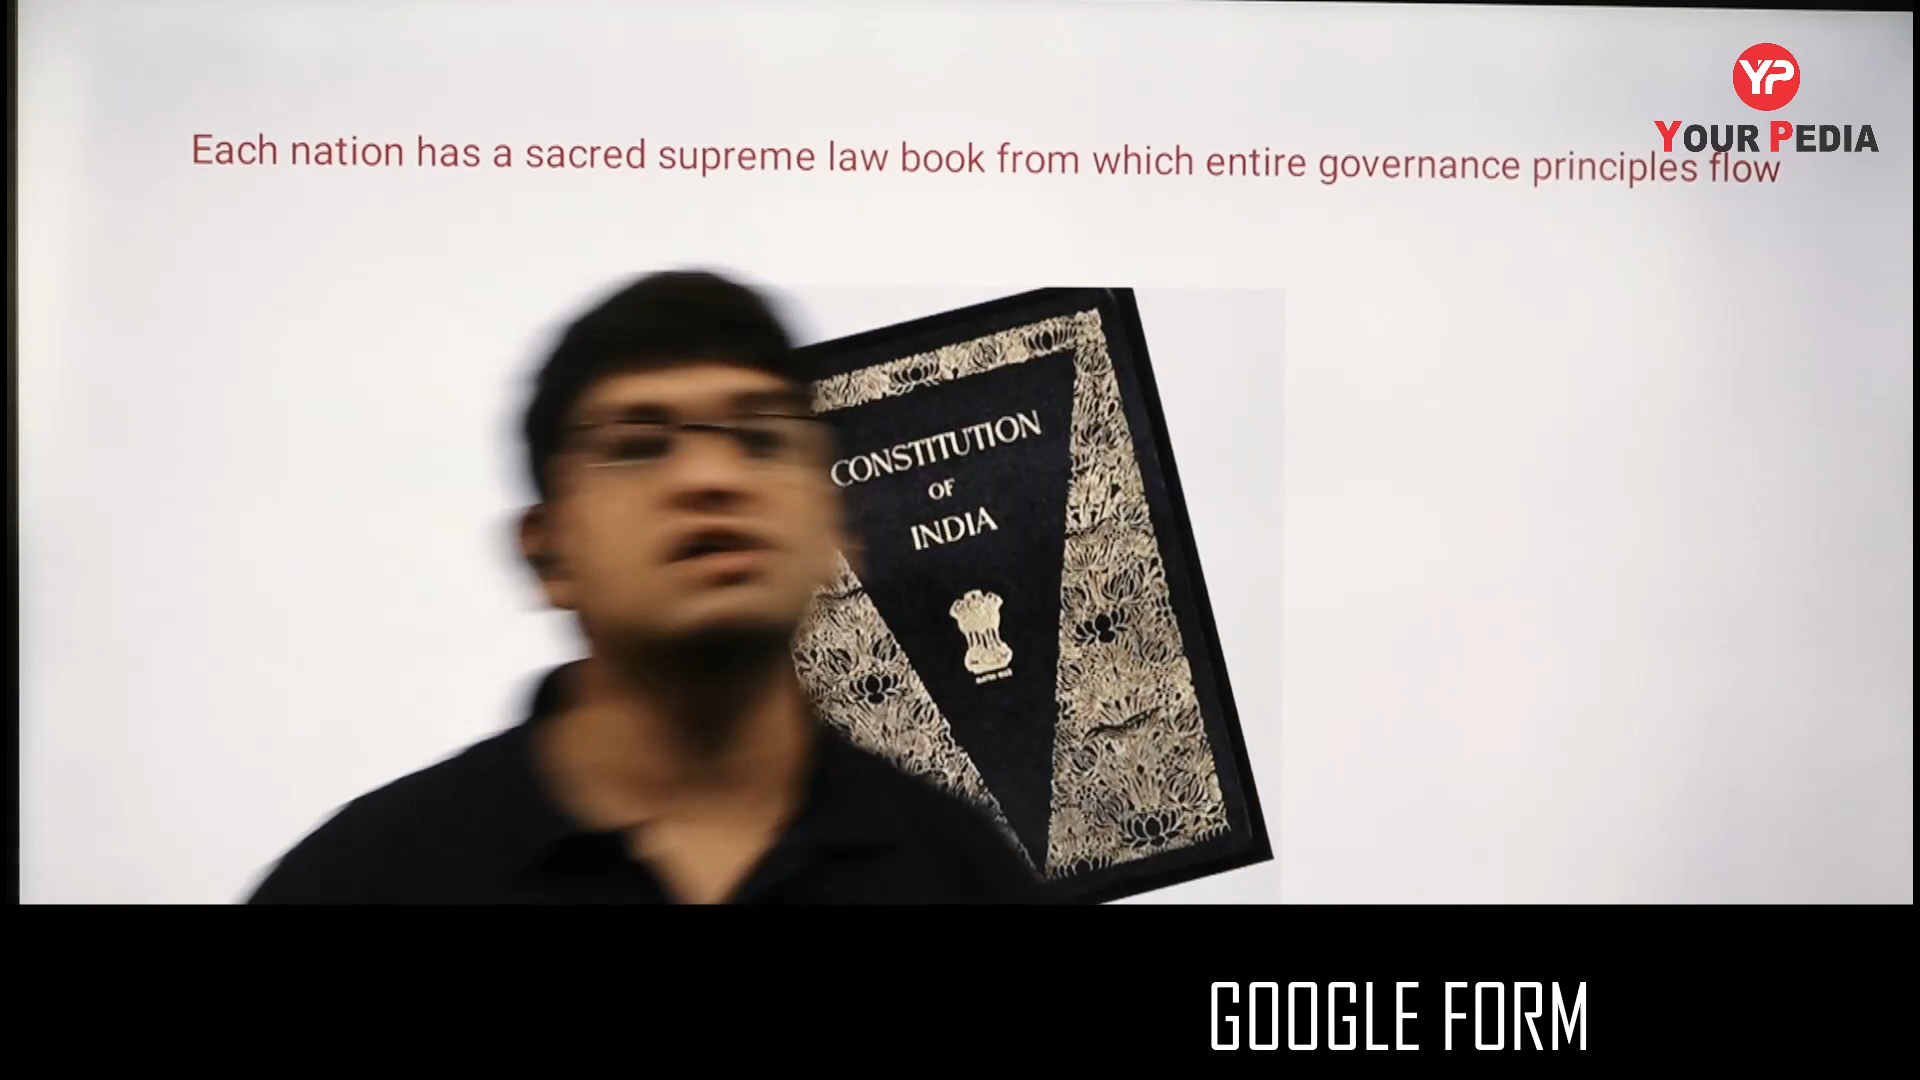 YP
YOUR PEDIA
Each nation has a sacred supreme law book from which entire governance principles flow
CONSTITUTION
OF
INDIA
GOOGLE FORM